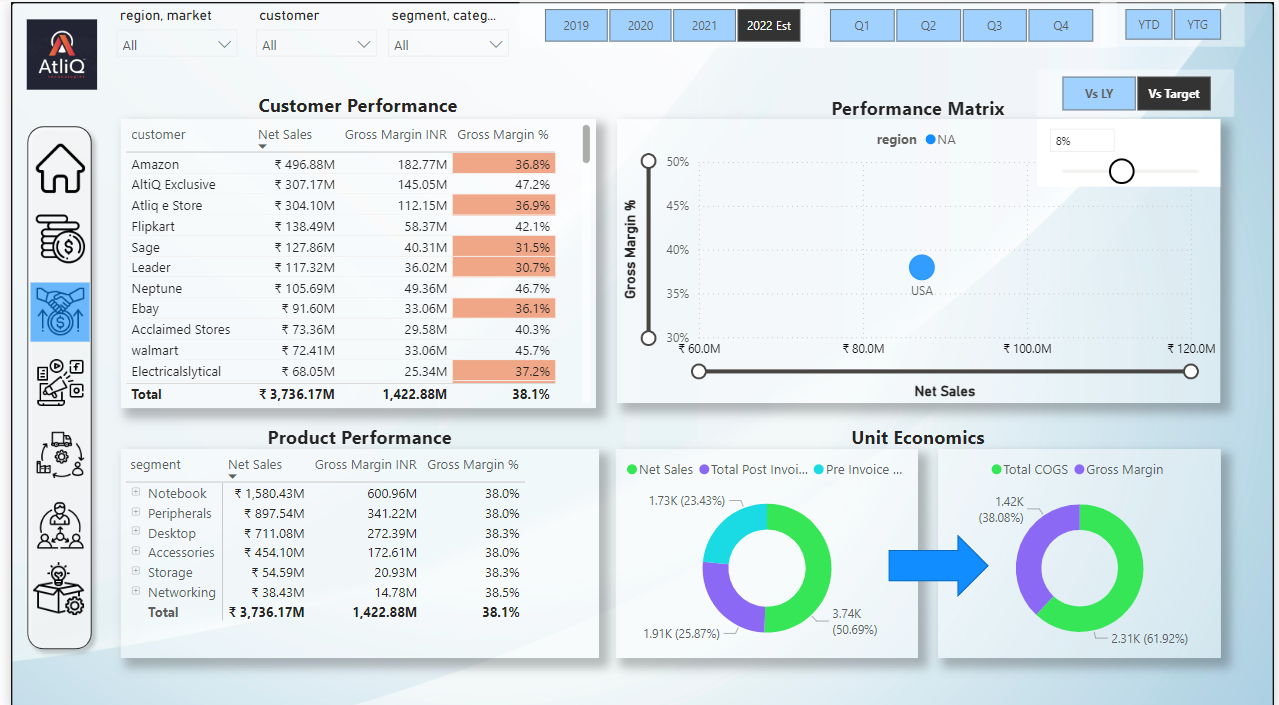 AtliQ
technologies
region, market
customer
segment, categ...
All
All
All
2019 2020 2021 2022 Est
Q1 Q2 Q3 Q4
YTD YTG
Vs LY Vs Target
Customer Performance
customer Net Sales Gross Margin INR Gross Margin %
Amazon ₹ 496.88M 182.77M 36.8%
AltiQ Exclusive ₹ 307.17M 145.05M 47.2%
Atliq e Store ₹ 304.10M 112.15M 36.9%
Flipkart ₹ 138.49M 58.37M 42.1%
Sage ₹ 127.86M 40.31M 31.5%
Leader ₹ 117.32M 36.02M 30.7%
Neptune ₹ 105.69M 49.36M 46.7%
Ebay ₹ 91.60M 33.06M 36.1%
Acclaimed Stores ₹ 73.36M 29.58M 40.3%
walmart ₹ 72.41M 33.06M 45.7%
Electricalslytical ₹ 68.05M 25.34M 37.2%
Total ₹ 3,736.17M 1,422.88M 38.1%
Performance Matrix
region NA
8%
Gross Margin %
50%
45%
40%
35%
30%
USA
₹ 60.0M ₹ 80.0M ₹ 100.0M ₹ 120.0M
Net Sales
Product Performance
segment Net Sales Gross Margin INR Gross Margin %
Notebook ₹ 1,580.43M 600.96M 38.0%
Peripherals ₹ 897.54M 341.22M 38.0%
Desktop ₹ 711.08M 272.39M 38.3%
Accessories ₹ 454.10M 172.61M 38.0%
Storage ₹ 54.59M 20.93M 38.3%
Networking ₹ 38.43M 14.78M 38.5%
Total ₹ 3,736.17M 1,422.88M 38.1%
Unit Economics
Net Sales Total Post Invoi... Pre Invoice ...
1.73K (23.43%)
3.74K
(50.69%)
1.91K (25.87%)
Total COGS Gross Margin
1.42K
(38.08%)
2.31K (61.92%)